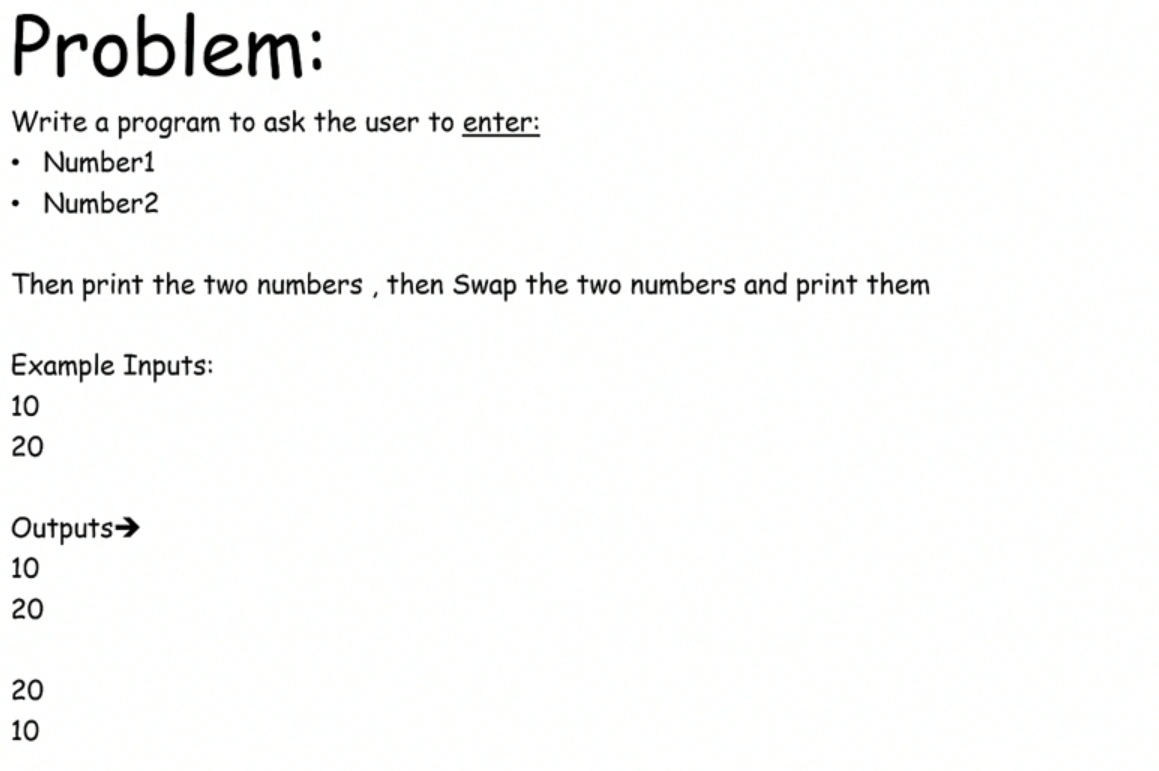 Problem:
Write a program to ask the user to enter:
• Number1
• Number2
Then print the two numbers , then Swap the two numbers and print them
Example Inputs:
10
20
Outputs➔
10
20
20
10